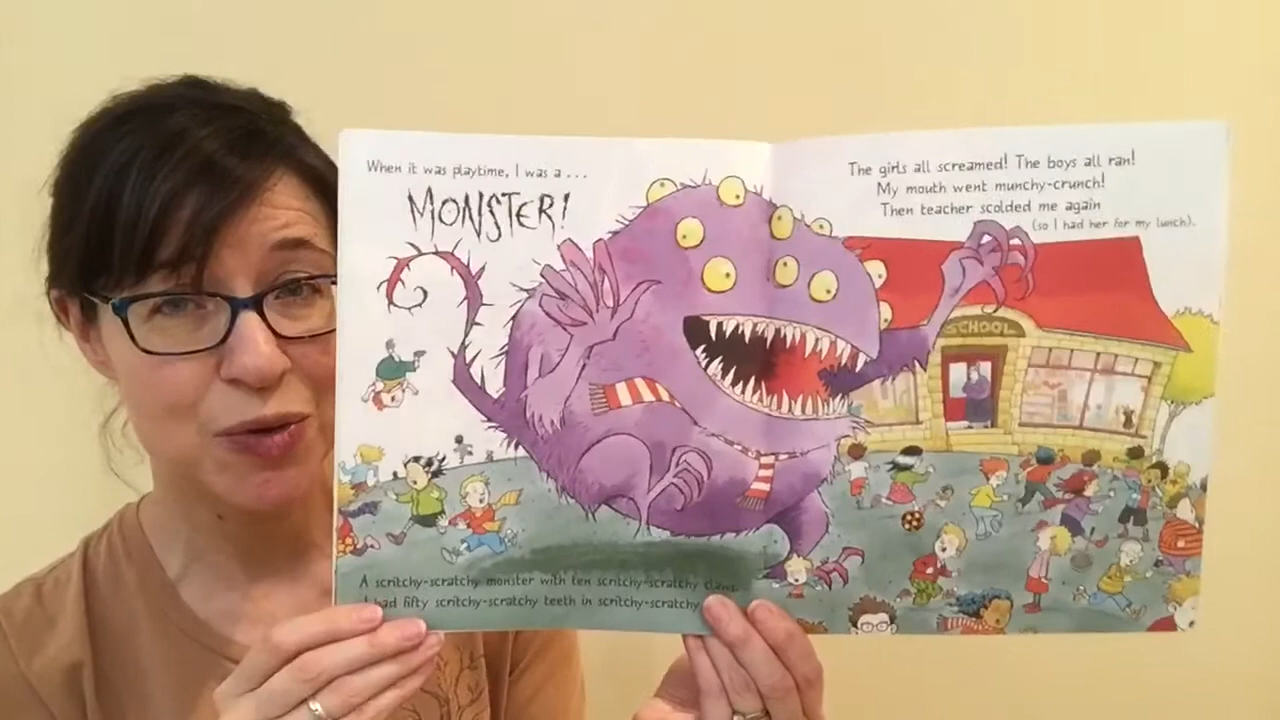 When it was playtime, I was a ...
MONSTER!
The girls all screamed! The boys all ran!
My mouth went munchy-crunch!
Then teacher scolded me again
(so I had her for my lunch).
SCHOOL
A scritchy-scratchy monster with ten scritchy-scratchy claws.
I had fifty scritchy-scratchy teeth in scritchy-scratchy